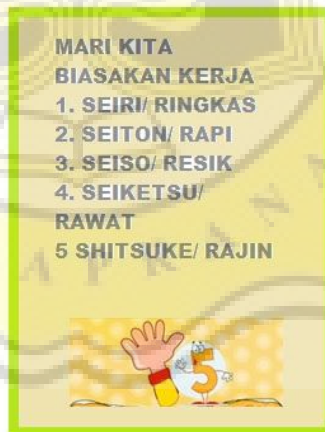 MARI KITA
BIASAKAN KERJA
1. SEIRI/ RINGKAS
2. SEITON/ RAPI
3. SEISO/ RESIK
4. SEIKETSU/
RAWAT
5 SHITSUKE/ RAJIN
5